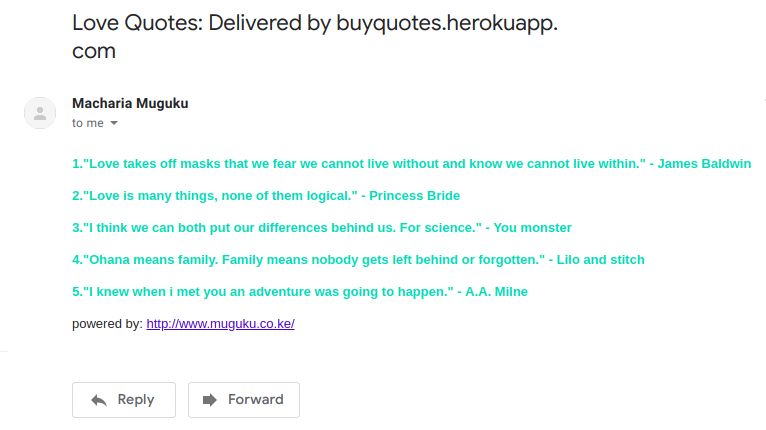 Love Quotes: Delivered by buyquotes.herokuapp.
com
Macharia Muguku
to me
1."Love takes off masks that we fear we cannot live without and know we cannot live within." - James Baldwin
2."Love is many things, none of them logical." - Princess Bride
3."I think we can both put our differences behind us. For science." - You monster
4."Ohana means family. Family means nobody gets left behind or forgotten." - Lilo and stitch
5."I knew when i met you an adventure was going to happen." - A.A. Milne
powered by: http://www.muguku.co.ke/
Reply Forward